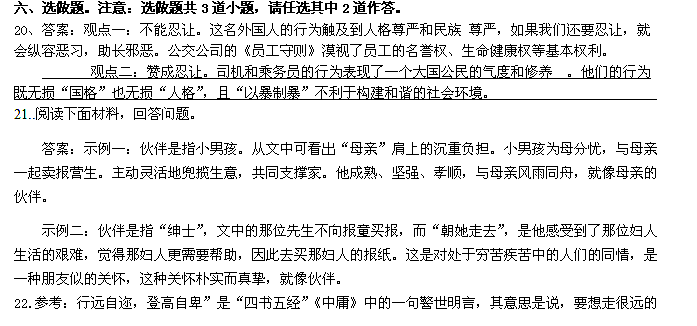 六、选做题。注意：选做题共 3 道小题，请任选其中 2 道作答。
20、答案：观点一：不能忍让。这名外国人的行为触及到人格尊严和民族 尊严，如果我们还要忍让，就
会纵容恶习，助长邪恶。公交公司的《员工守则》漠视了员工的名誉权、生命健康权等基本权利。
观点二：赞成忍让。司机和乘务员的行为表现了一个大国公民的气度和修养 。他们的行为
既无损“国格”也无损“人格”，且“以暴制暴”不利于构建和谐的社会环境。
21..阅读下面材料，回答问题。
答案：示例一：伙伴是指小男孩。从文中可看出“母亲”肩上的沉重负担。小男孩为母分忧，与母亲
一起卖报营生。主动灵活地兜揽生意，共同支撑家。他成熟、坚强、孝顺，与母亲风雨同舟，就像母亲的
伙伴。
示例二：伙伴是指“绅士”，文中的那位先生不向报童买报，而“朝她走去”，是他感受到了那位妇人
生活的艰难，觉得那妇人更需要帮助，因此去买那妇人的报纸。这是对处于穷苦疾苦中的人们的同情，是
一种朋友似的关怀，这种关怀朴实而真挚，就像伙伴。
22.参考：行远自迩，登高自卑”是“四书五经”《中庸》中的一句警世明言，其意思是说，要想走很远的